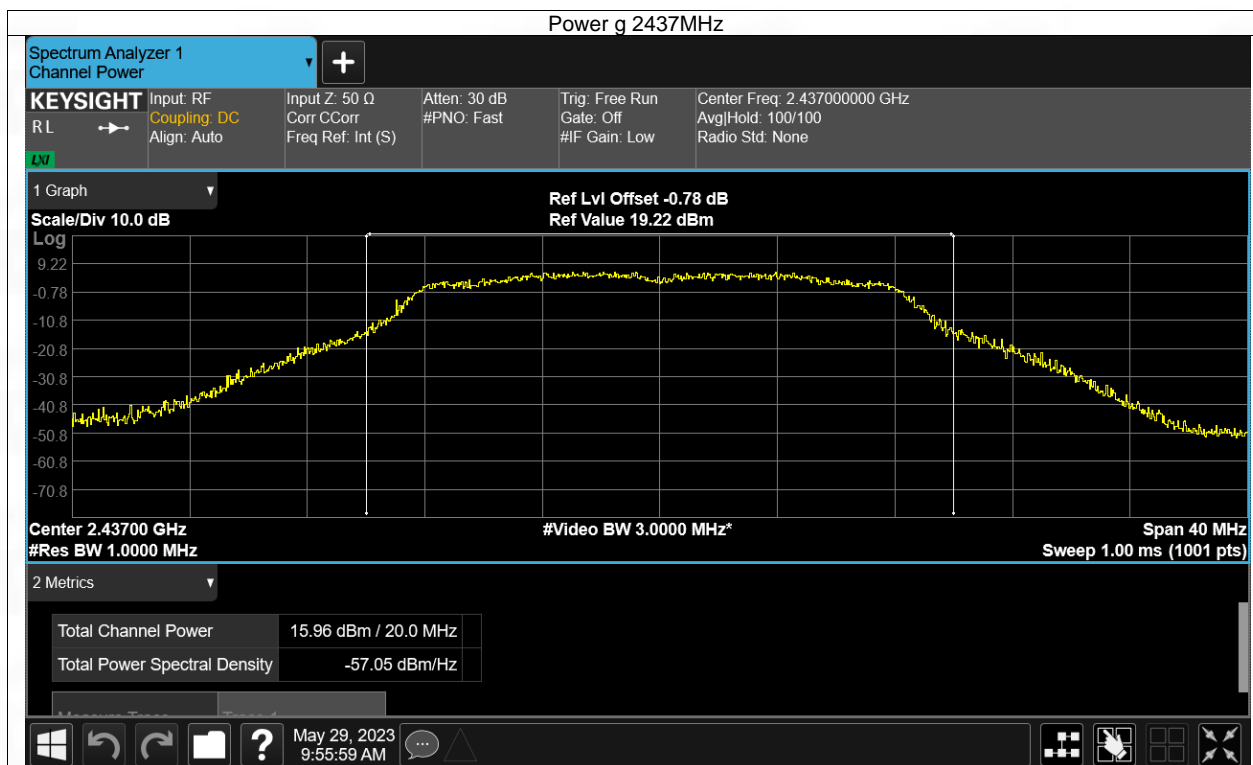 Power g 2437MHz
Spectrum Analyzer 1
Channel Power
KEYSIGHT
RL
LXI
Input: RF
Coupling: DC
Align: Auto
Input Z: 50 Ω
Corr CCorr
Freq Ref: Int (S)
Atten: 30 dB
#PNO: Fast
Trig: Free Run
Gate: Off
#IF Gain: Low
Center Freq: 2.437000000 GHz
Avg|Hold: 100/100
Radio Std: None
1 Graph
Scale/Div 10.0 dB
Ref Lvl Offset -0.78 dB
Ref Value 19.22 dBm
Log
9.22
-0.78
-10.8
-20.8
-30.8
-40.8
-50.8
-60.8
-70.8
Center 2.43700 GHz
#Video BW 3.0000 MHz*
Span 40 MHz
#Res BW 1.0000 MHz
Sweep 1.00 ms (1001 pts)
2 Metrics
Total Channel Power 15.96 dBm / 20.0 MHz
Total Power Spectral Density -57.05 dBm/Hz
May 29, 2023
9:55:59 AM